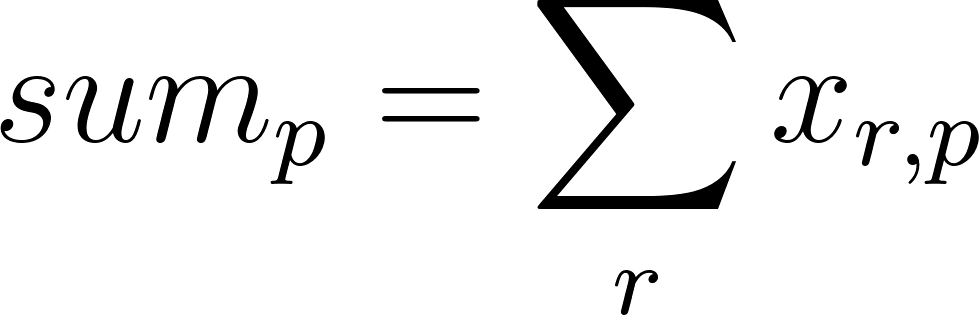 $sum_p = \sum_r x_{r,p}$